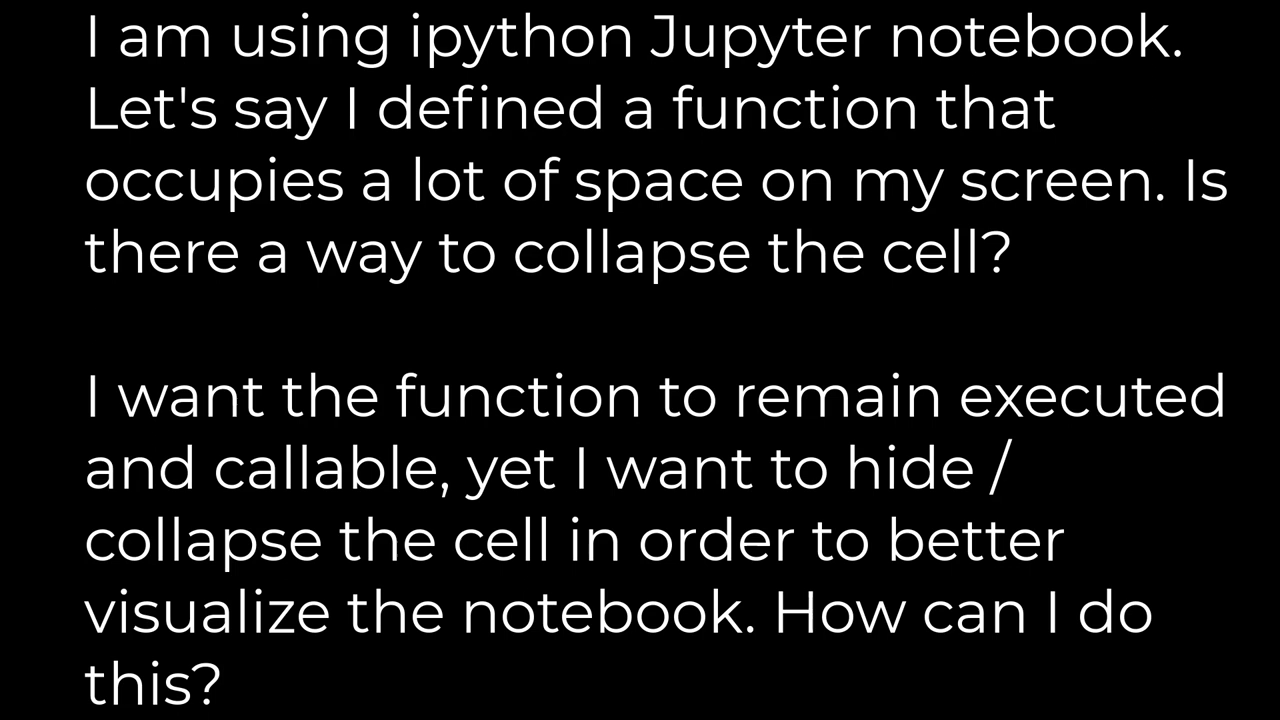 I am using ipython Jupyter notebook.
Let's say I defined a function that
occupies a lot of space on my screen. Is
there a way to collapse the cell?
I want the function to remain executed
and callable, yet I want to hide /
collapse the cell in order to better
visualize the notebook. How can I do
this?